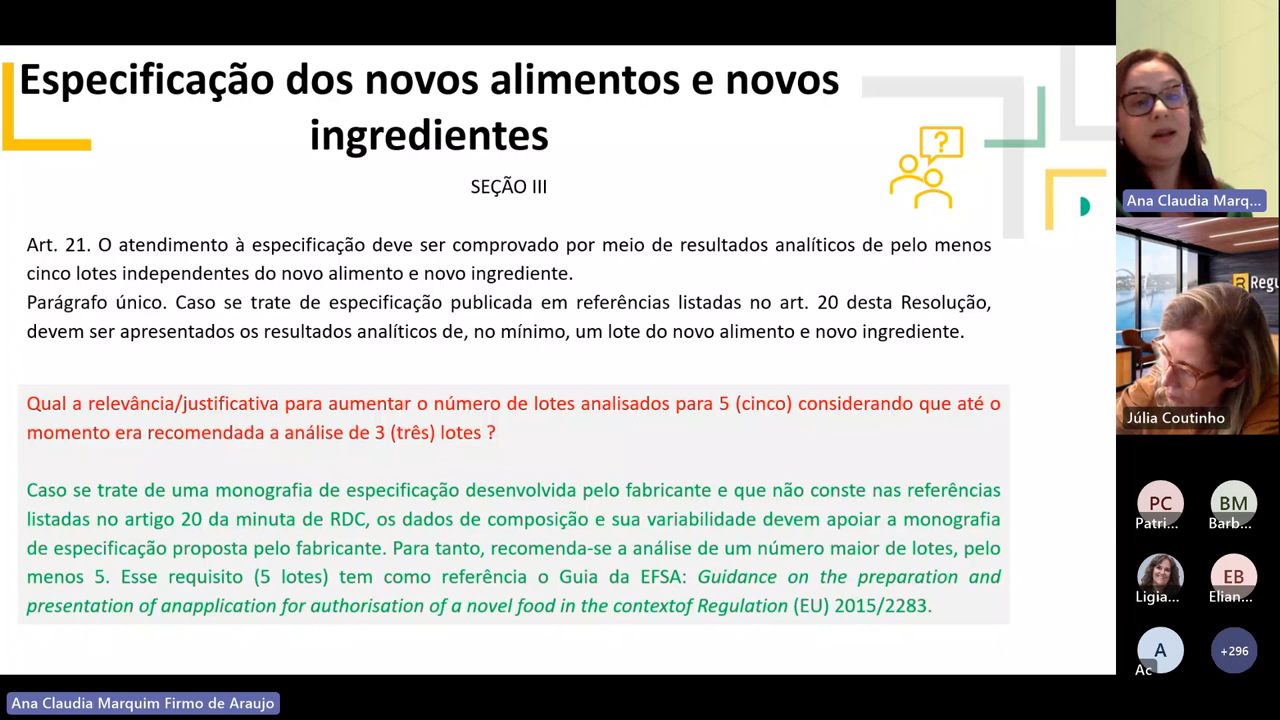 Especificação dos novos alimentos e novos
ingredientes
SEÇÃO III
?
Art. 21. O atendimento à especificação deve ser comprovado por meio de resultados analíticos de pelo menos
cinco lotes independentes do novo alimento e novo ingrediente.
Parágrafo único. Caso se trate de especificação publicada em referências listadas no art. 20 desta Resolução,
devem ser apresentados os resultados analíticos de, no mínimo, um lote do novo alimento e novo ingrediente.
Qual a relevância/justificativa para aumentar o número de lotes analisados para 5 (cinco) considerando que até o
momento era recomendada a análise de 3 (três) lotes ?
Caso se trate de uma monografia de especificação desenvolvida pelo fabricante e que não conste nas referências
listadas no artigo 20 da minuta de RDC, os dados de composição e sua variabilidade devem apoiar a monografia
de especificação proposta pelo fabricante. Para tanto, recomenda-se a análise de um número maior de lotes, pelo
menos 5. Esse requisito (5 lotes) tem como referência o Guia da EFSA: Guidance on the preparation and
presentation of anapplication for authorisation of a novel food in the contextof Regulation (EU) 2015/2283.
Ana Claudia Marq...
Regu
Júlia Coutinho
PC
Patri...
BM
Barb...
Ligia...
EB
Elian...
A
Ac
+296
Ana Claudia Marquim Firmo de Araujo